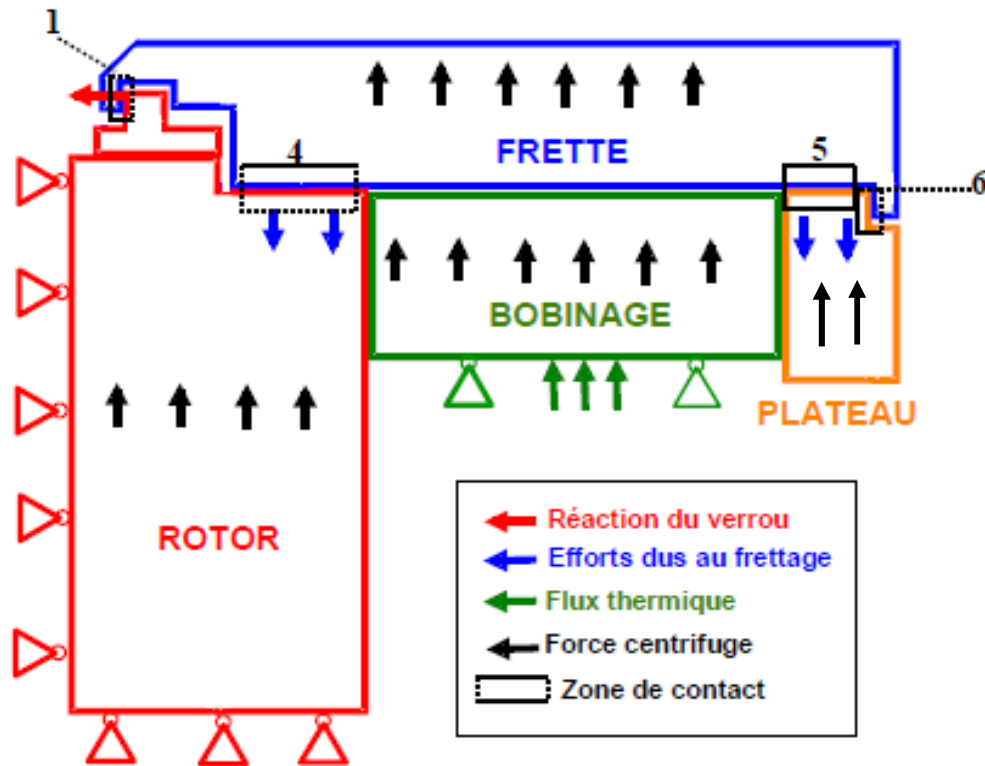 1
FRETTE
4
5
6
BOBINAGE
PLATEAU
ROTOR
Réaction du verrou
Efforts dus au frettage
Flux thermique
Force centrifuge
Zone de contact